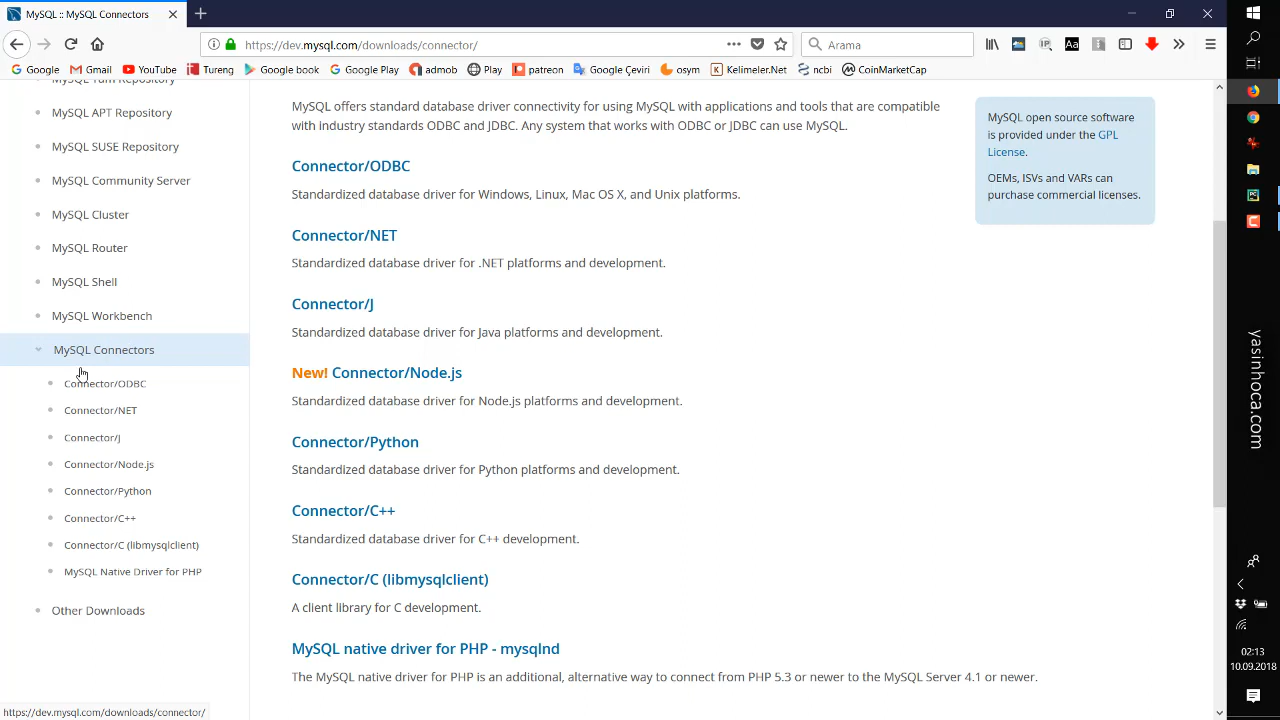 MySQL :: MySQL Connectors
https://dev.mysql.com/downloads/connector/
Arama
Google
Gmail
YouTube
Tureng
Google book
Google Play
admob
Play
patreon
Google Çeviri
osym
KelimelerNet
ncbi
CoinMarketCap
MySQL Yum Repository
MySQL APT Repository
MySQL SUSE Repository
MySQL Community Server
MySQL Cluster
MySQL Router
MySQL Shell
MySQL Workbench
MySQL Connectors
Connector/ODBC
Connector/NET
Connector/J
Connector/Node.js
Connector/Python
Connector/C++
Connector/C (libmysqlclient)
MySQL Native Driver for PHP
Other Downloads
MySQL offers standard database driver connectivity for using MySQL with applications and tools that are compatible
with industry standards ODBC and JDBC. Any system that works with ODBC or JDBC can use MySQL.
Connector/ODBC
Standardized database driver for Windows, Linux, Mac OS X, and Unix platforms.
Connector/NET
Standardized database driver for .NET platforms and development.
Connector/J
Standardized database driver for Java platforms and development.
New! Connector/Node.js
Standardized database driver for Node.js platforms and development.
Connector/Python
Standardized database driver for Python platforms and development.
Connector/C++
Standardized database driver for C++ development.
Connector/C (libmysqlclient)
A client library for C development.
MySQL native driver for PHP - mysqlnd
The MySQL native driver for PHP is an additional, alternative way to connect from PHP 5.3 or newer to the MySQL Server 4.1 or newer.
MySQL open source software
is provided under the GPL
License.
OEMs, ISVs and VARs can
purchase commercial licenses.
https://dev.mysql.com/downloads/connector/
yasinhoca.com
02:13
10.09.2018